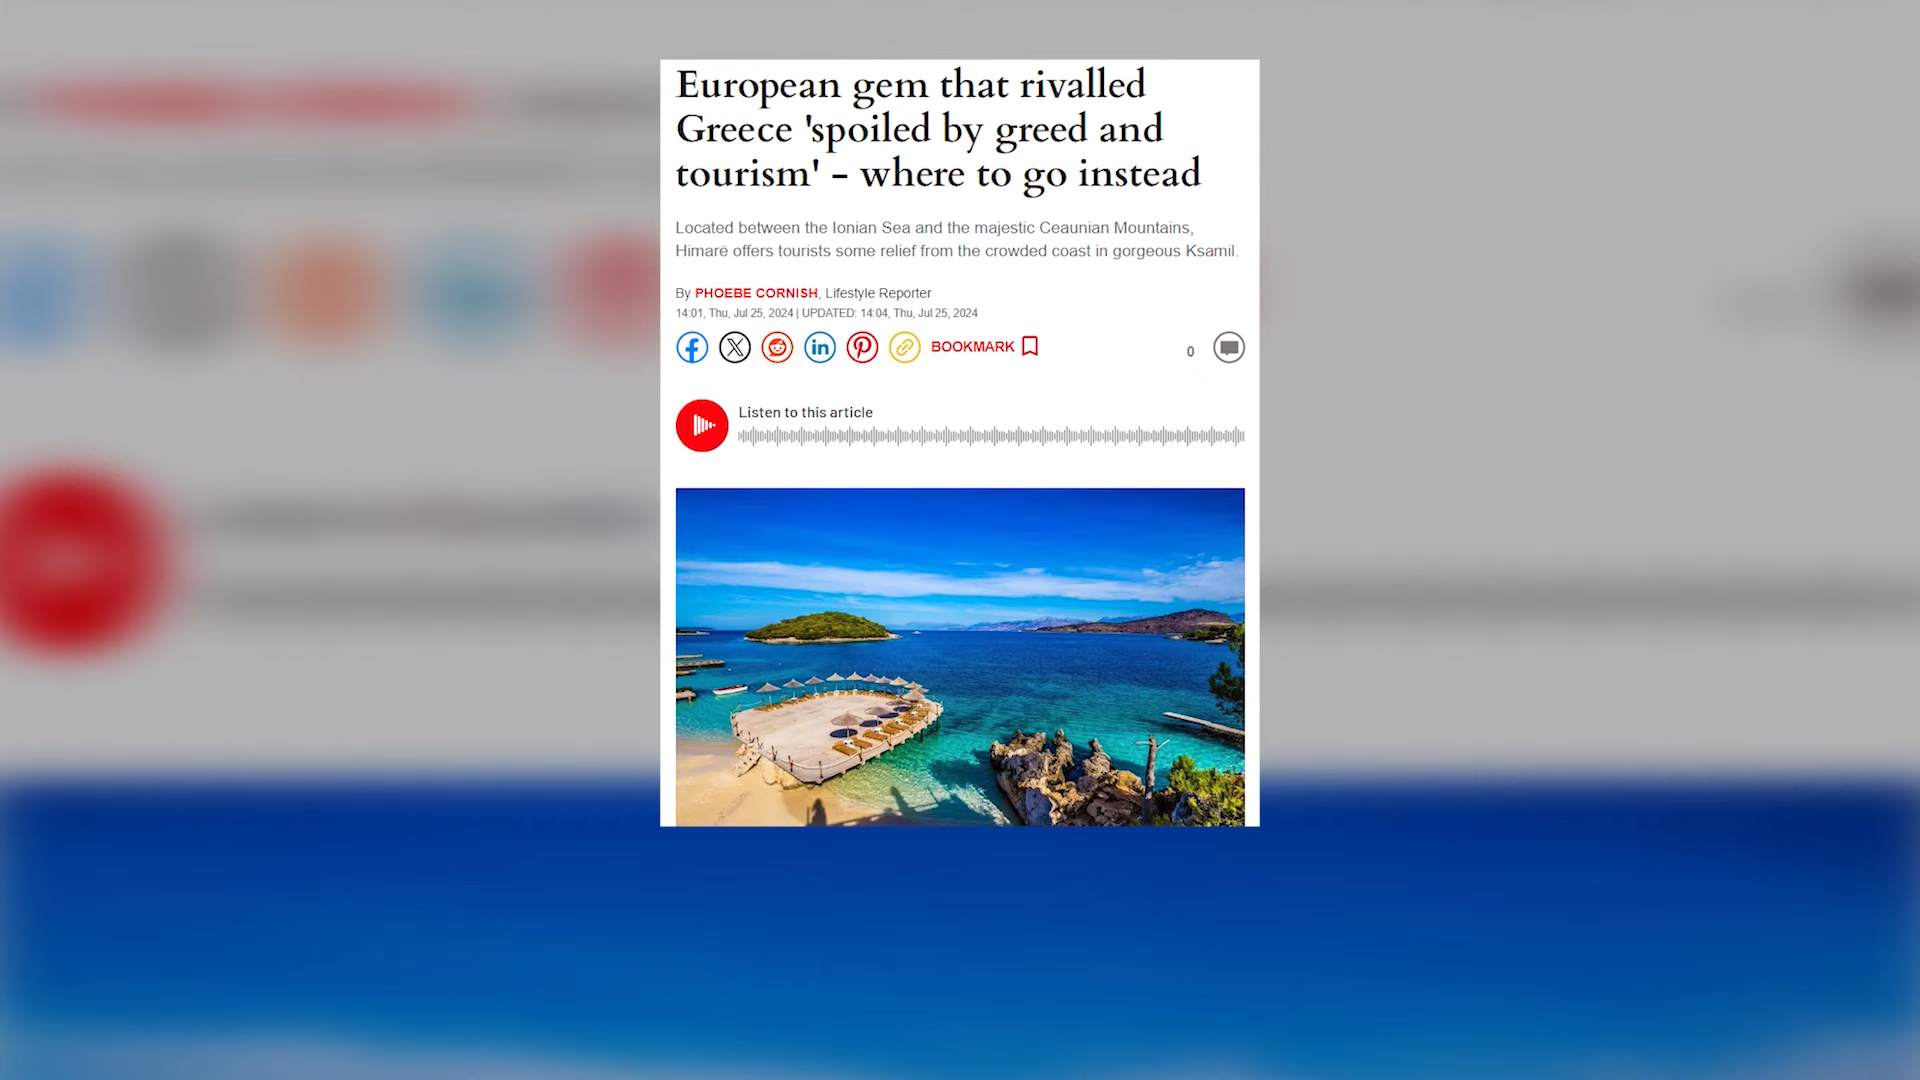 European gem that rivalled
Greece 'spoiled by greed and
tourism' - where to go instead
Located between the Ionian Sea and the majestic Ceaunian Mountains,
Himarë offers tourists some relief from the crowded coast in gorgeous Ksamil.
By PHOEBE CORNISH, Lifestyle Reporter
14:01, Thu, Jul 25, 2024 | UPDATED: 14:04, Thu, Jul 25, 2024
BOOKMARK
0
Listen to this article